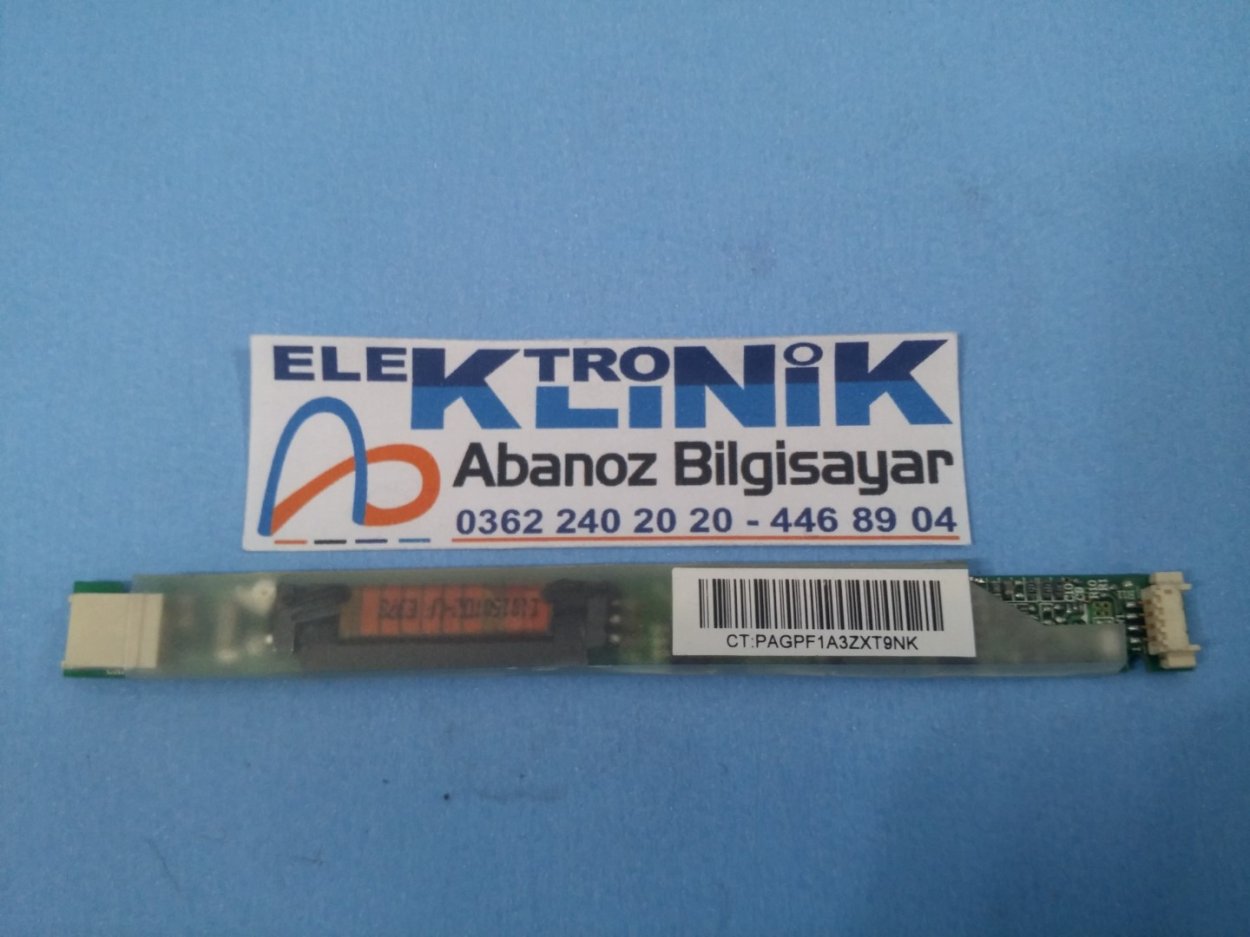 ELEKTRONİK
KLİNİK
Abanoz Bilgisayar
0362 240 20 20 - 446 89 04
CT:PAGPF1A3ZXT9NK